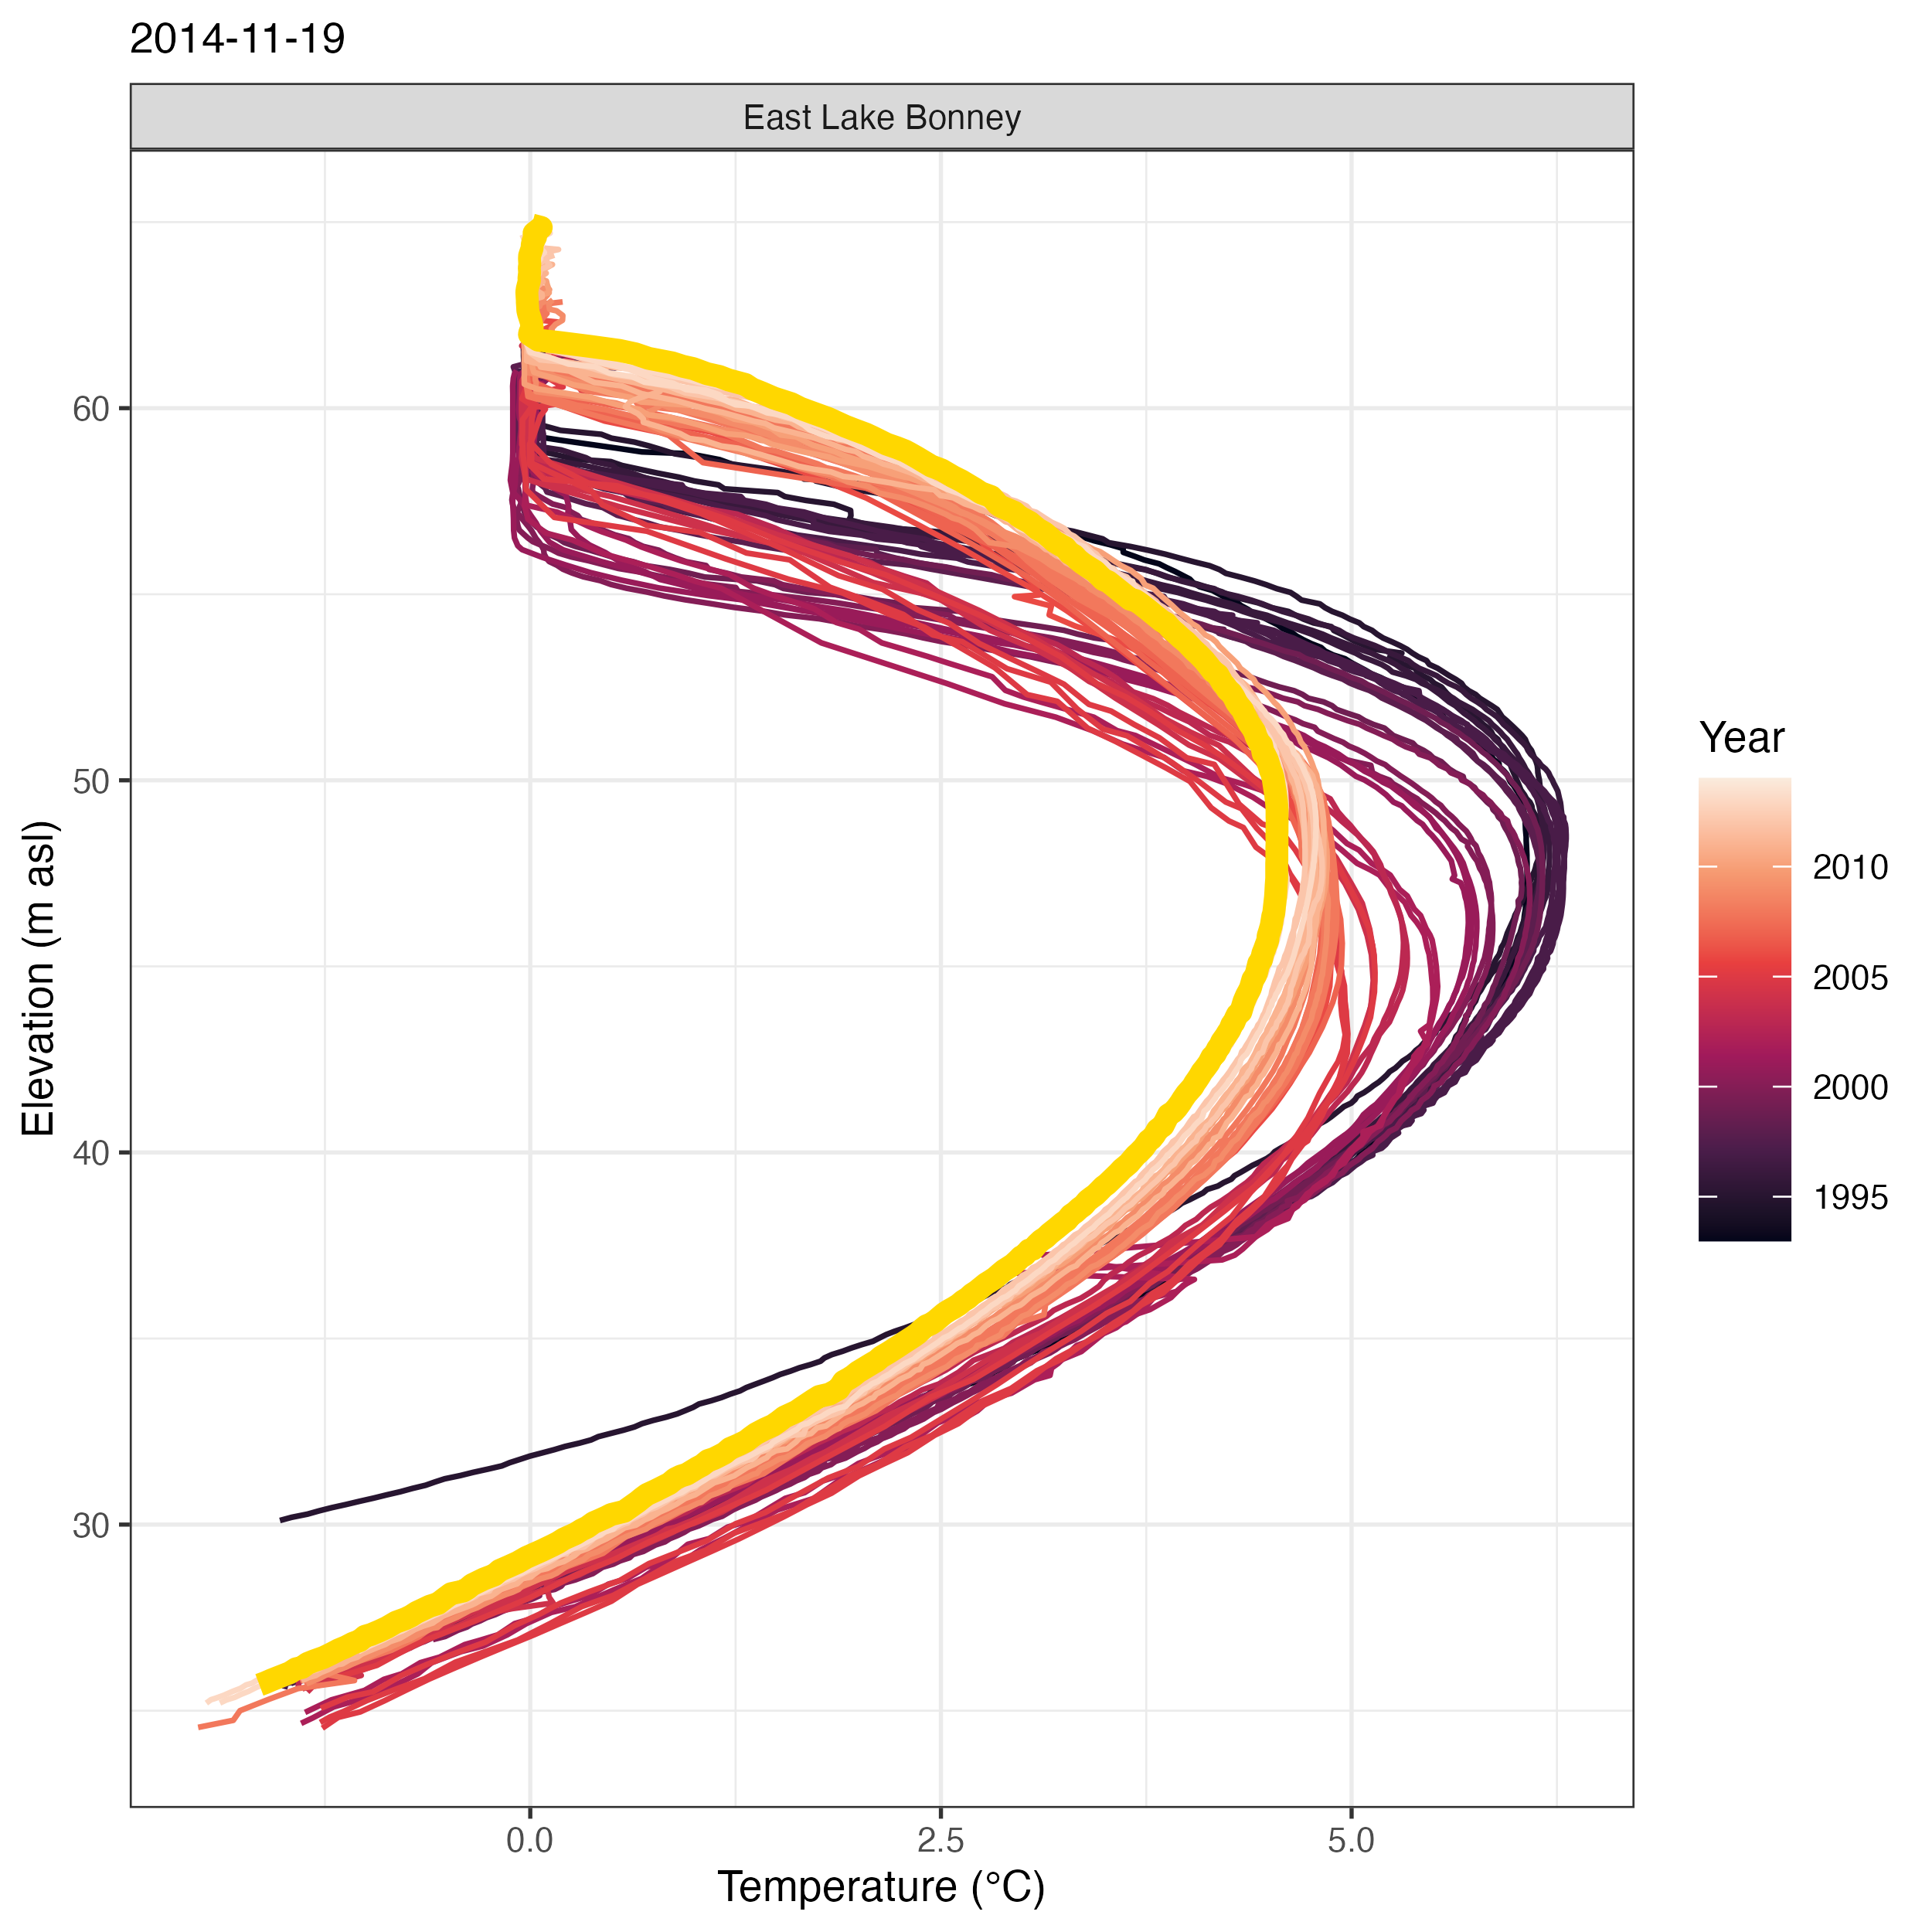 2014-11-19
East Lake Bonney
Elevation (m asl)
60
50
40
30
0.0 2.5 5.0
Temperature (°C)
Year
2010
2005
2000
1995